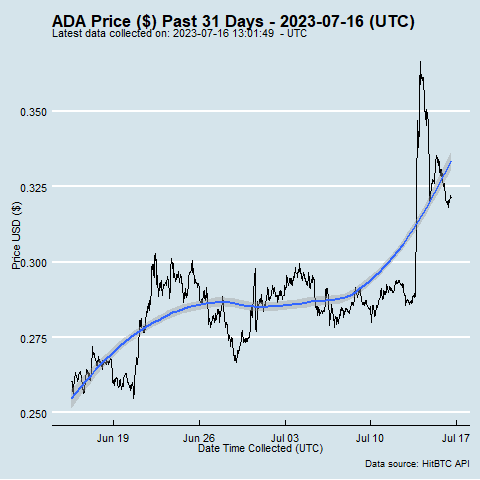 ADA Price ($) Past 31 Days - 2023-07-16 (UTC)
Latest data collected on: 2023-07-16 13:01:49 - UTC
Price USD ($)
0.350
0.325
0.300
0.275
0.250
Jun 19 Jun 26 Jul 03 Jul 10 Jul 17
Date Time Collected (UTC)
Data source: HitBTC API